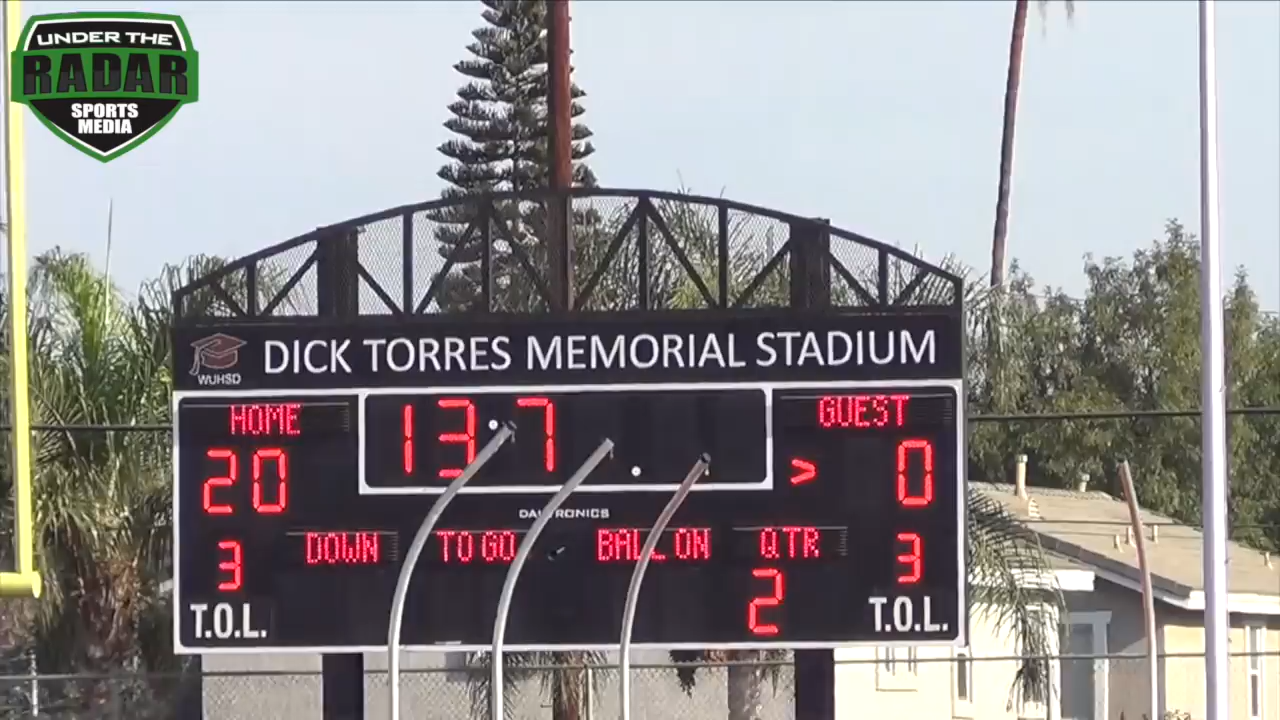 UNDER THE
RADAR
SPORTS
MEDIA
WUHSD
DICK TORRES MEMORIAL STADIUM
HOME
GUEST
13 7
20
>
0
DAKTRONICS
DOWN
TO GO
BALL ON
QTR
3
2
3
T.O.L.
T.O.L.